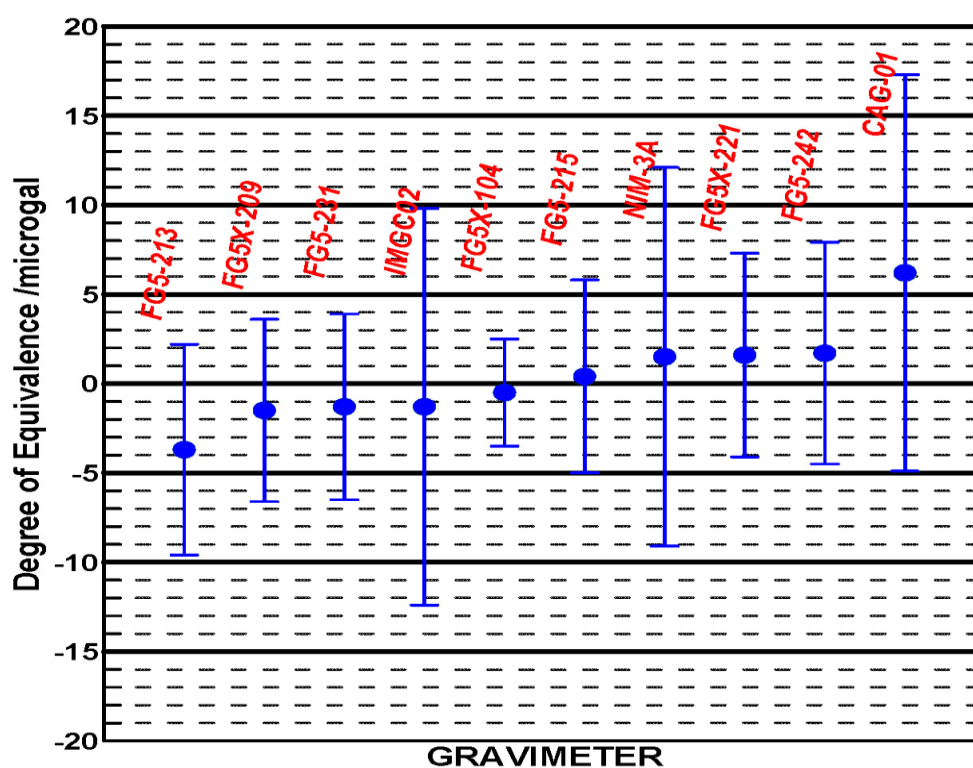 Degree of Equivalence /microgal
20
15
10
5
0
-5
-10
-15
-20
FG5-213
FG5X-209
FG5-231
IMGC02
FG5X-104
FG5-215
NIM-3A
FG5X-221
FG5-242
CAG-01
GRAVIMETER